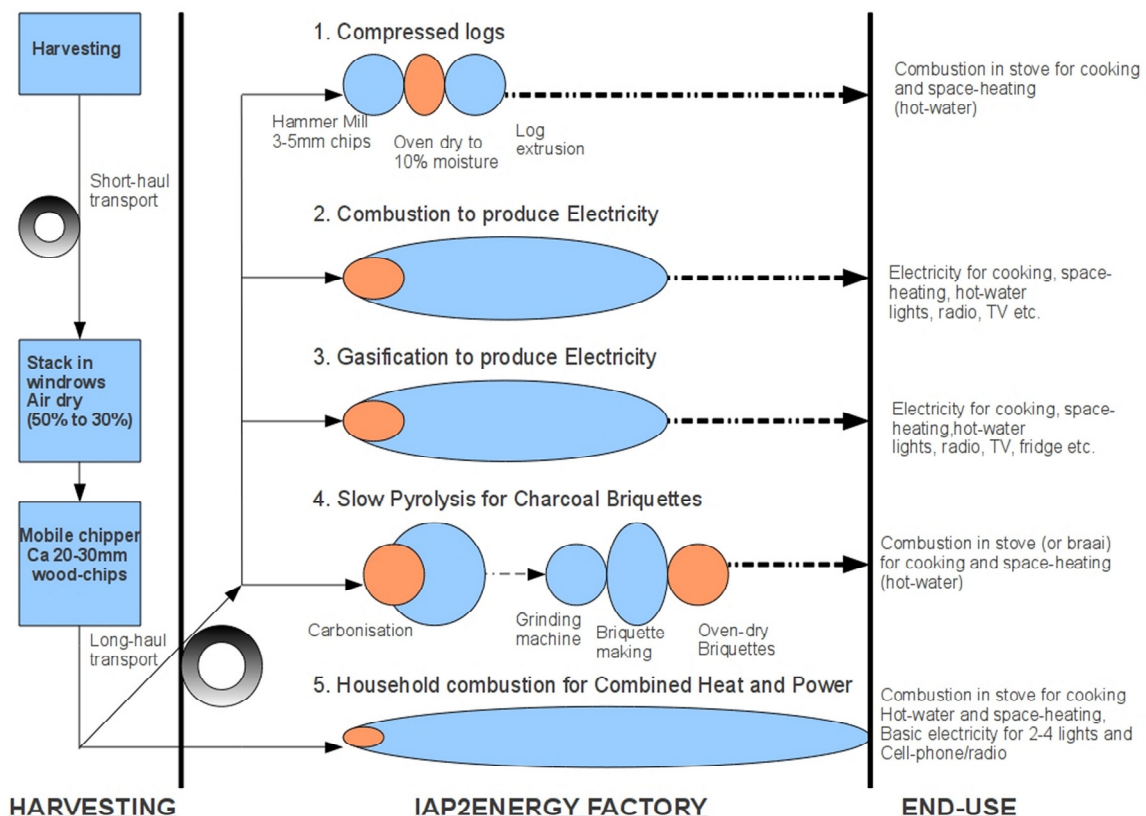 Harvesting
Short-haul
transport
Stack in
windrows
Air dry
(50% to 30%)
Mobile chipper
Ca 20-30mm
wood-chips
Long-haul
transport
HARVESTING
1. Compressed logs
Hammer Mill
3-5mm chips
Oven dry to
10% moisture
Log
extrusion
2. Combustion to produce Electricity
3. Gasification to produce Electricity
4. Slow Pyrolysis for Charcoal Briquettes
Carbonisation
Grinding
machine
Briquette
making
Oven-dry
Briquettes
5. Household combustion for Combined Heat and Power
IAP2ENERGY FACTORY
Combustion in stove for cooking
and space-heating
(hot-water)
Electricity for cooking, space-
heating, hot-water
lights, radio, TV etc.
Electricity for cooking, space-
heating,hot-water
lights, radio, TV, fridge etc.
Combustion in stove (or braai)
for cooking and space-heating
(hot-water)
Combustion in stove for cooking
Hot-water and space-heating,
Basic electricity for 2-4 lights and
Cell-phone/radio
END-USE